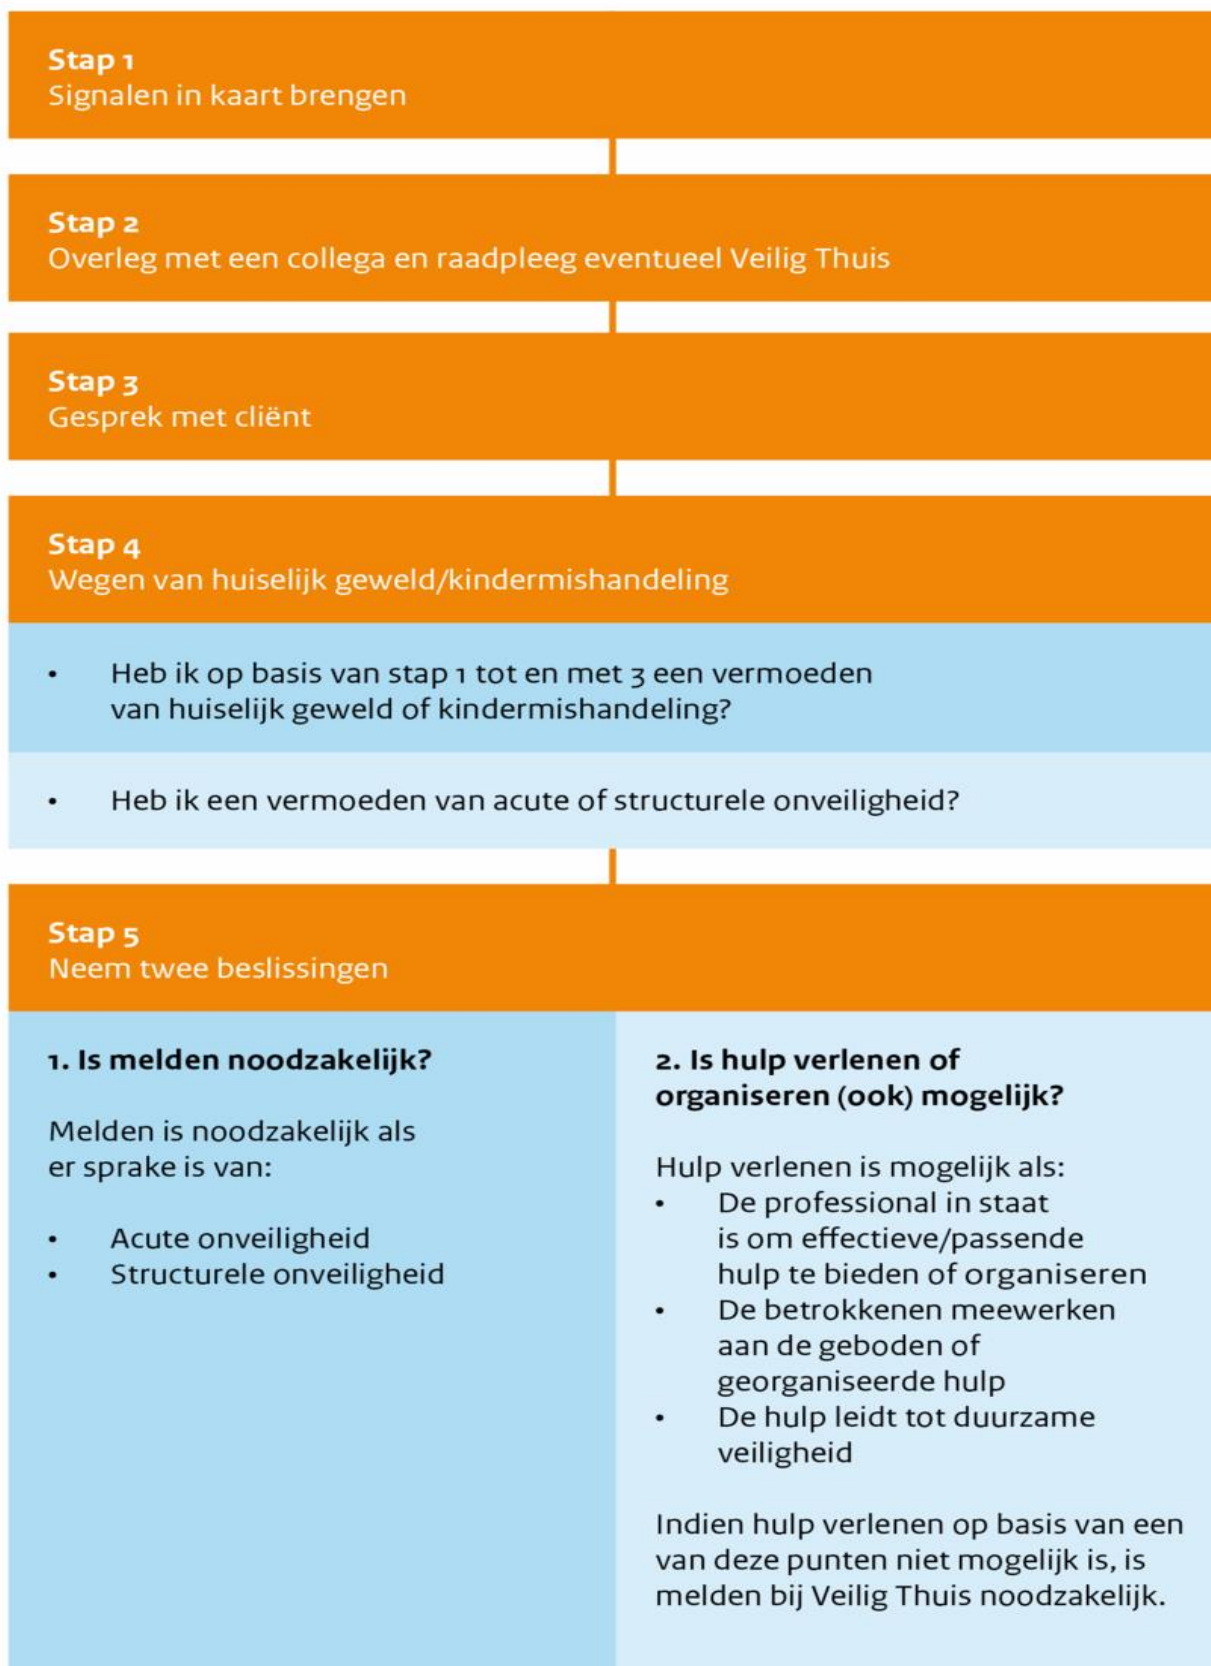 Stap 1
Signalen in kaart brengen
Stap 2
Overleg met een collega en raadpleeg eventueel Veilig Thuis
Stap 3
Gesprek met cliënt
Stap 4
Wegen van huiselijk geweld/kindermishandeling
• Heb ik op basis van stap 1 tot en met 3 een vermoeden
van huiselijk geweld of kindermishandeling?
• Heb ik een vermoeden van acute of structurele onveiligheid?
Stap 5
Neem twee beslissingen
1. Is melden noodzakelijk?
Melden is noodzakelijk als
er sprake is van:
• Acute onveiligheid
• Structurele onveiligheid
2. Is hulp verlenen of
organiseren (ook) mogelijk?
Hulp verlenen is mogelijk als:
• De professional in staat
is om effectieve/passende
hulp te bieden of organiseren
• De betrokkenen meewerken
aan de geboden of
georganiseerde hulp
• De hulp leidt tot duurzame
veiligheid
Indien hulp verlenen op basis van een
van deze punten niet mogelijk is, is
melden bij Veilig Thuis noodzakelijk.